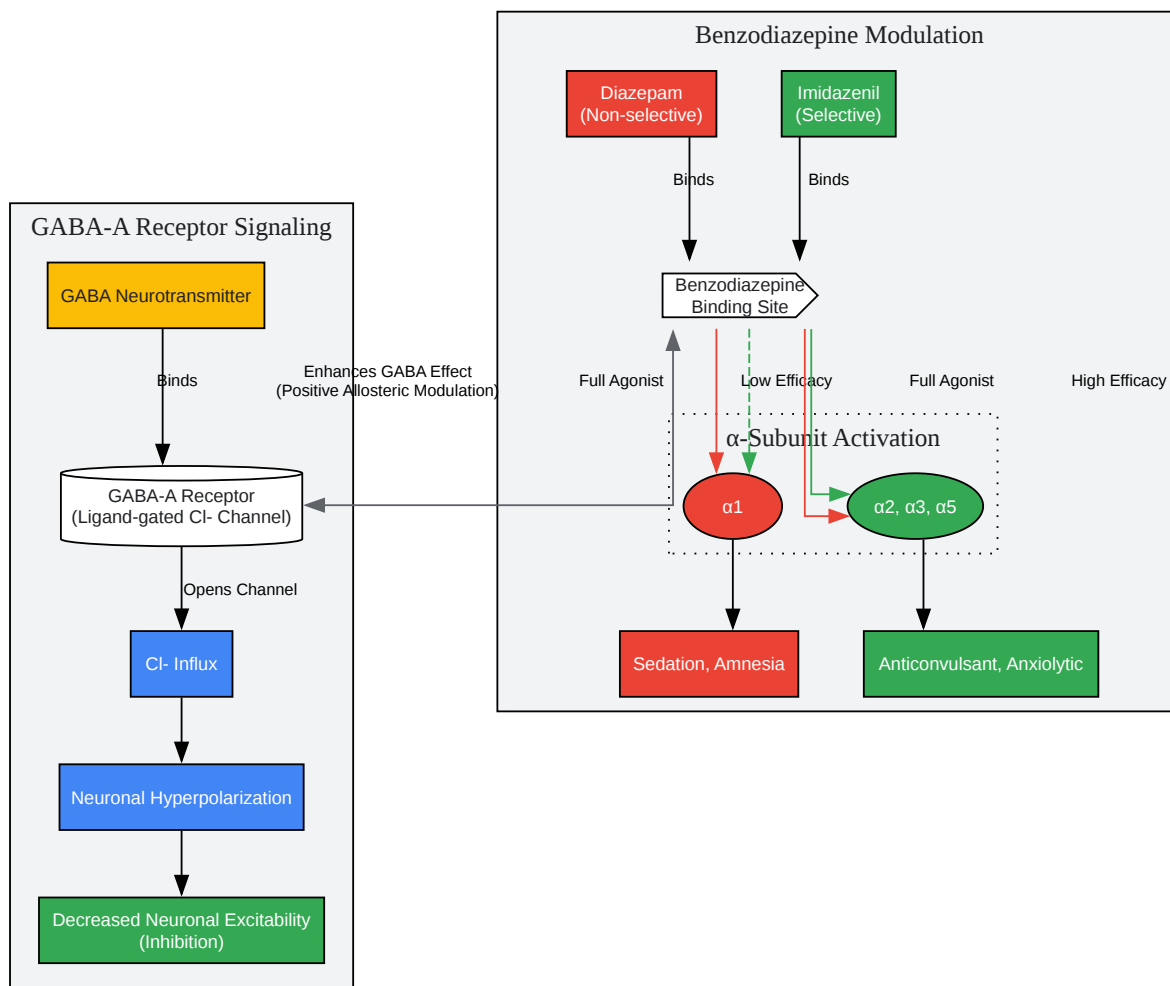 Benzodiazepine Modulation
Diazepam
(Non-selective)
Imidazenil
(Selective)
Binds
Binds
Benzodiazepine
Binding Site
Full Agonist
Low Efficacy
Full Agonist
High Efficacy
α-Subunit Activation
α1
α2, α3, α5
Sedation, Amnesia
Anticonvulsant, Anxiolytic
GABA-A Receptor Signaling
GABA Neurotransmitter
Binds
Enhances GABA Effect
(Positive Allosteric Modulation)
GABA-A Receptor
(Ligand-gated Cl- Channel)
Opens Channel
Cl- Influx
Neuronal Hyperpolarization
Decreased Neuronal Excitability
(Inhibition)